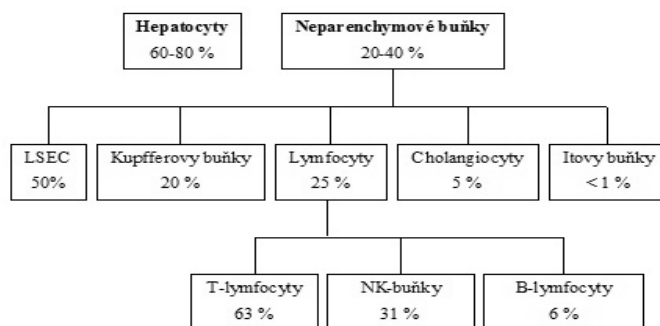 Hepatocyty
60-80 %
Neparenchymové buňky
20-40 %
LSEC
50%
Kupfferovy buňky
20 %
Lymfocyty
25 %
Cholangiocyty
5 %
Itovy buňky
<1 %
T-lymfocyty
63 %
NK-buňky
31 %
B-lymfocyty
6 %